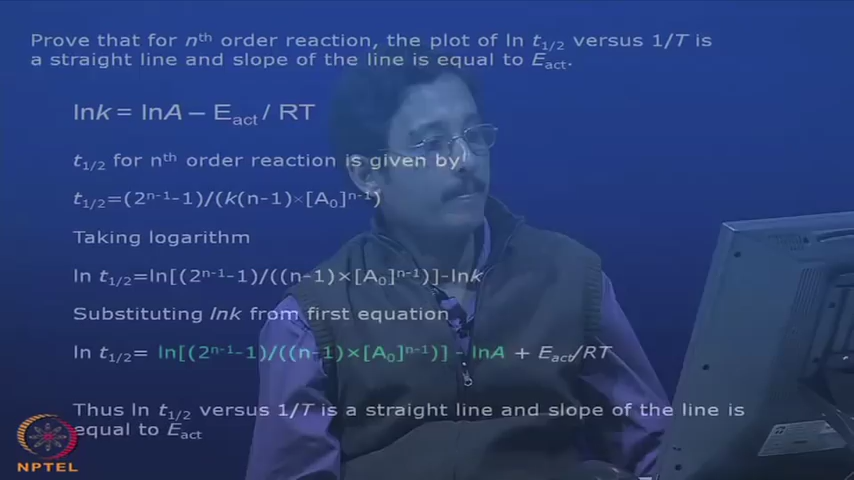 Prove that for nᵗʰ order reaction, the plot of ln t₁/₂ versus 1/T is
a straight line and slope of the line is equal to Eₐcₜ.
lnk = lnA – Eₐcₜ / RT
t₁/₂ for nᵗʰ order reaction is given by
t₁/₂=(2ⁿ⁻¹-1)/(k(n-1)×[A₀]ⁿ⁻¹)
Taking logarithm
ln t₁/₂=ln[(2ⁿ⁻¹-1)/((n-1)×[A₀]ⁿ⁻¹)]-lnk
Substituting lnk from first equation
ln t₁/₂= ln[(2ⁿ⁻¹-1)/((n-1)×[A₀]ⁿ⁻¹)] - lnA + Eₐcₜ/RT
Thus ln t₁/₂ versus 1/T is a straight line and slope of the line is
equal to Eₐcₜ
NPTEL